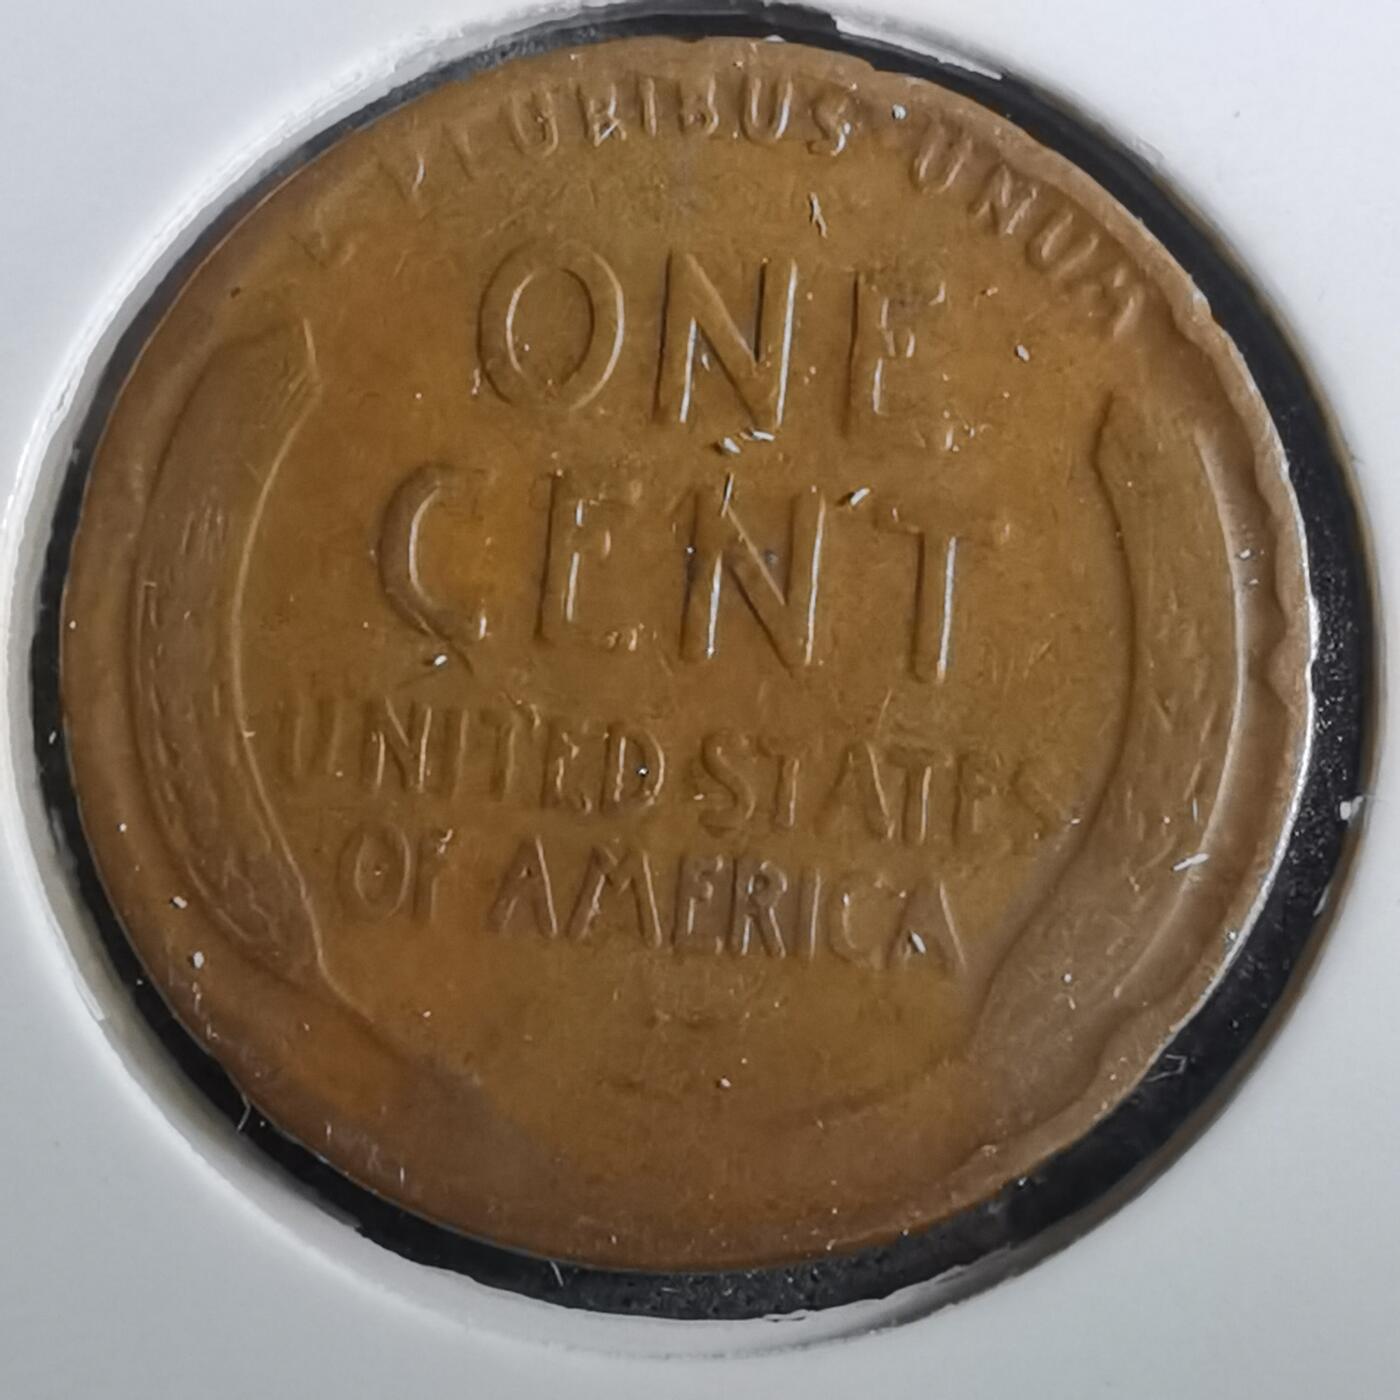 E PLURIBUS · UNUM
ONE
CENT
UNITED STATES
OF AMERICA